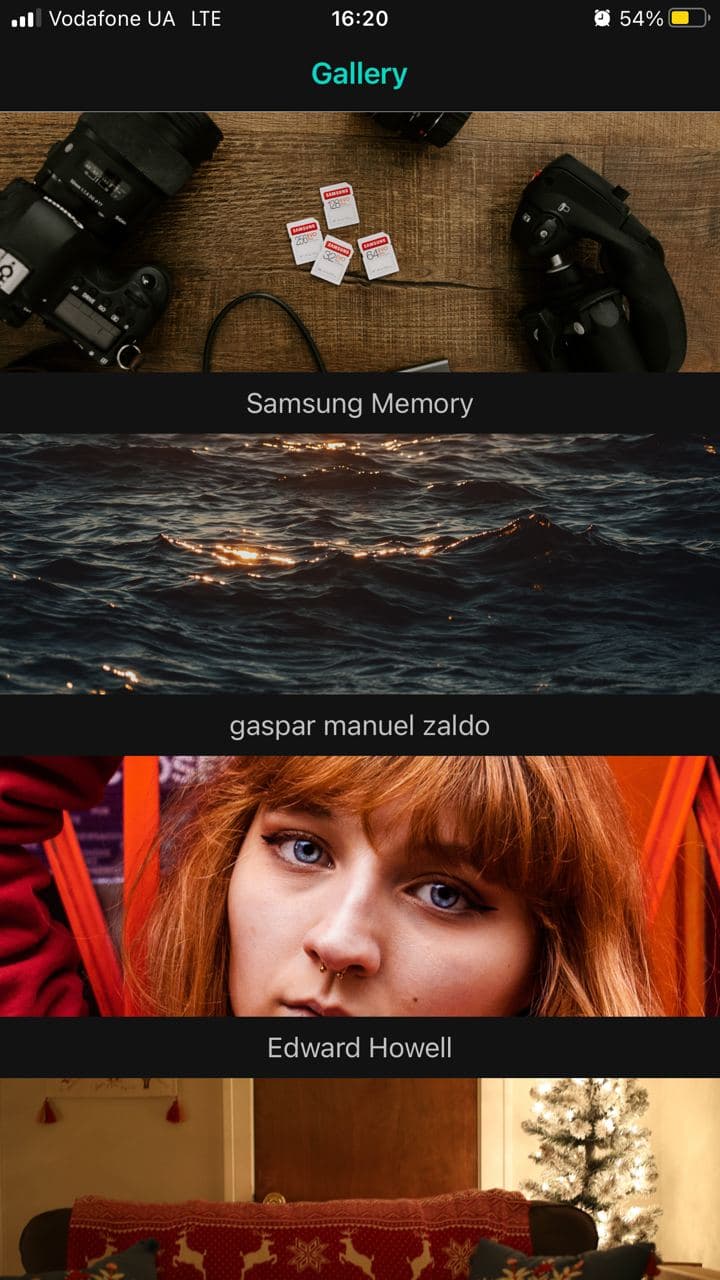 Vodafone UA LTE 16:20 54%
Gallery
SAMSUNG
128
SAMSUNG
256
SAMSUNG
32
SAMSUNG
64
Samsung Memory
gaspar manuel zaldo
Edward Howell